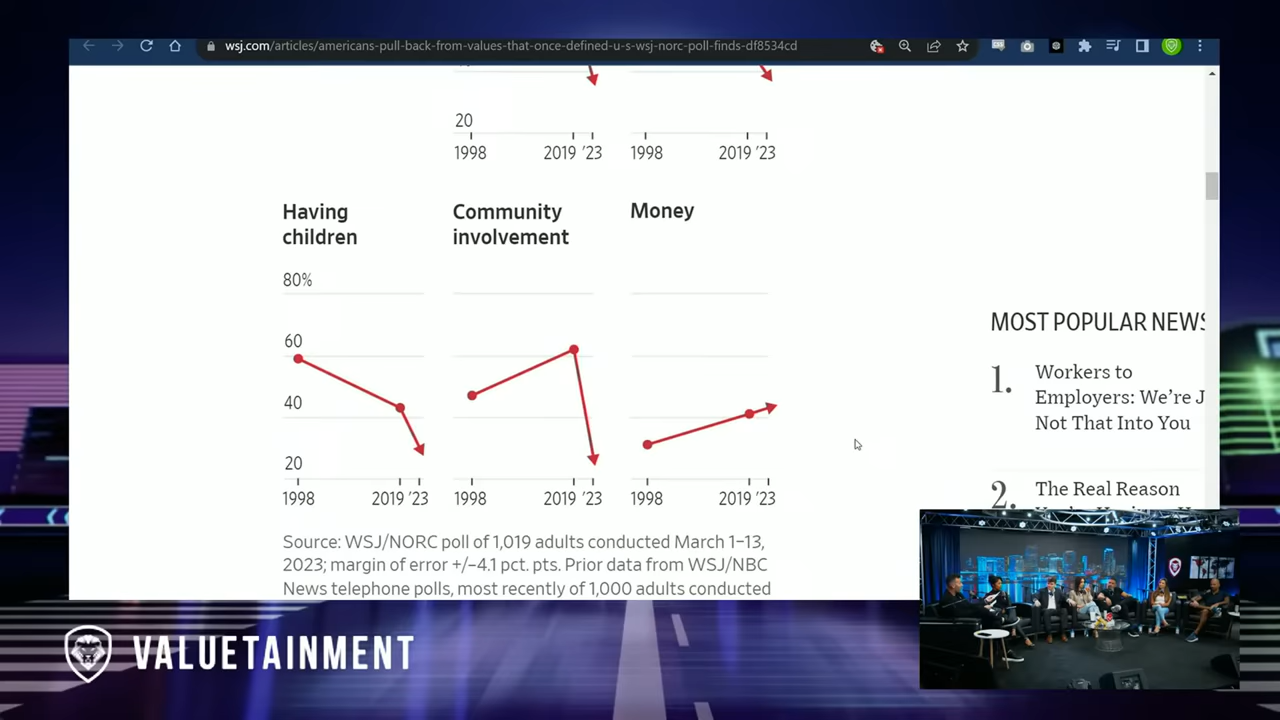 wsj.com/articles/americans-pull-back-from-values-that-once-defined-u-s-wsj-norc-poll-finds-df8534cd
20
1998 2019 '23
1998 2019 '23
Having
children
Community
involvement
Money
80%
60
40
20
1998 2019 '23
1998 2019 '23
1998 2019 '23
Source: WSJ/NORC poll of 1,019 adults conducted March 1–13,
2023; margin of error +/–4.1 pct. pts. Prior data from WSJ/NBC
News telephone polls, most recently of 1,000 adults conducted
MOST POPULAR NEWS
1. Workers to
Employers: We're J
Not That Into You
2. The Real Reason
VALUETAINMENT